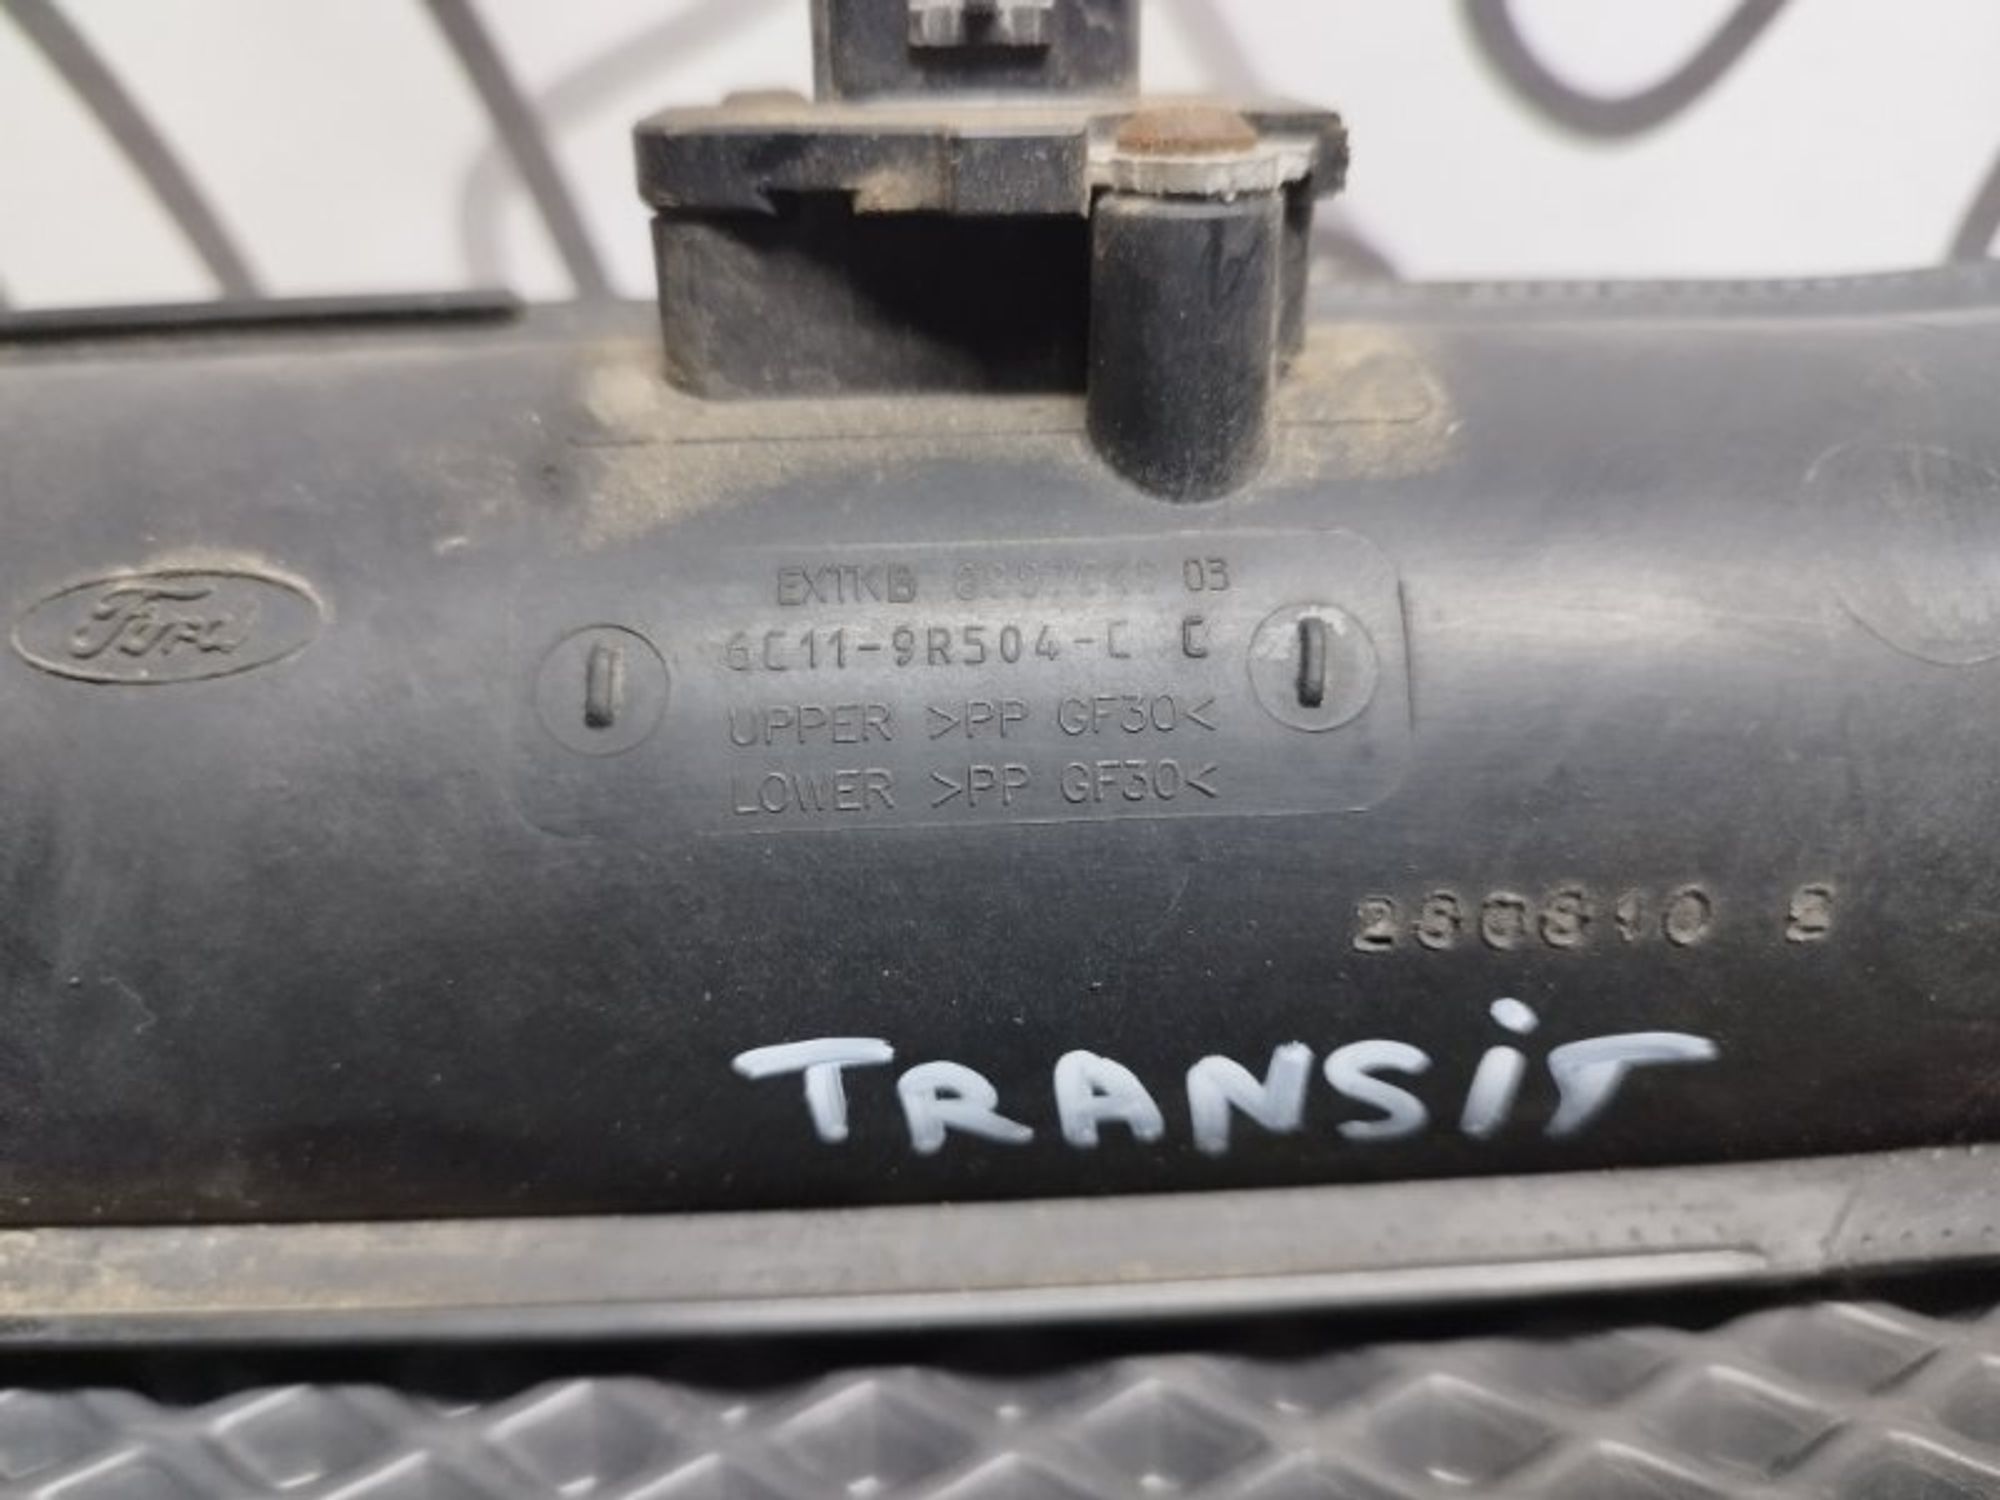 EXTKB 03
Ford
6C11-9R504-C C
UPPER >PP GF30<
LOWER >PP GF30<
TRANSiT